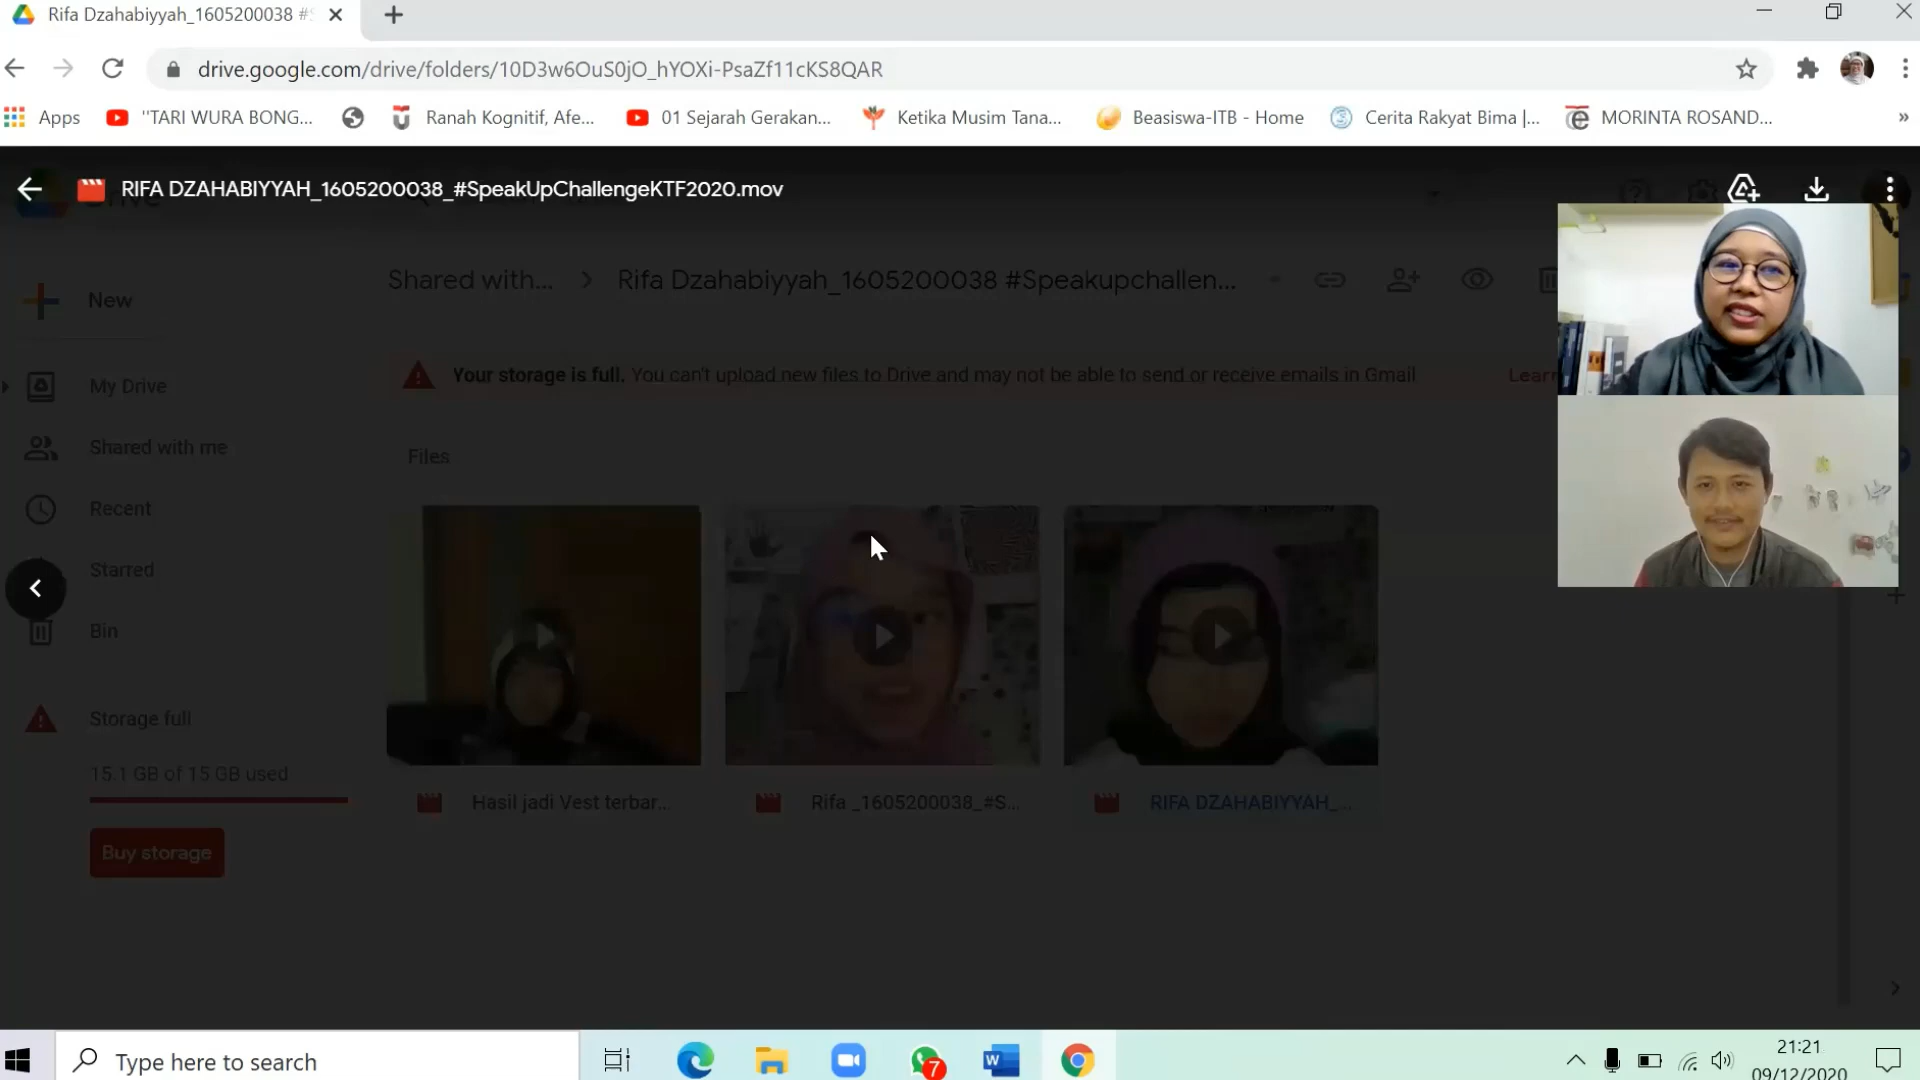 Rifa Dzahabiyyah_1605200038 #
drive.google.com/drive/folders/10D3w6OuS0jO_hYOXi-PsaZf11cKS8QAR
Apps
"TARI WURA BONG...
Ranah Kognitif, Afe...
01 Sejarah Gerakan...
Ketika Musim Tana...
Beasiswa-ITB - Home
Cerita Rakyat Bima |...
MORINTA ROSAND...
»
RIFA DZAHABIYYAH_1605200038_#SpeakUpChallengeKTF2020.mov
Drive
New
Shared with...
Rifa Dzahabiyyah_1605200038 #Speakupchallen...
Your storage is full. You can't upload new files to Drive and may not be able to send or receive emails in Gmail
Learn
My Drive
Shared with me
Files
Recent
Starred
Bin
Storage full
15.1 GB of 15 GB used
Buy storage
Hasil jadi Vest terbar...
Rifa _1605200038_#S...
RIFA DZAHABIYYAH_...
Type here to search
7
21:21
09/12/2020